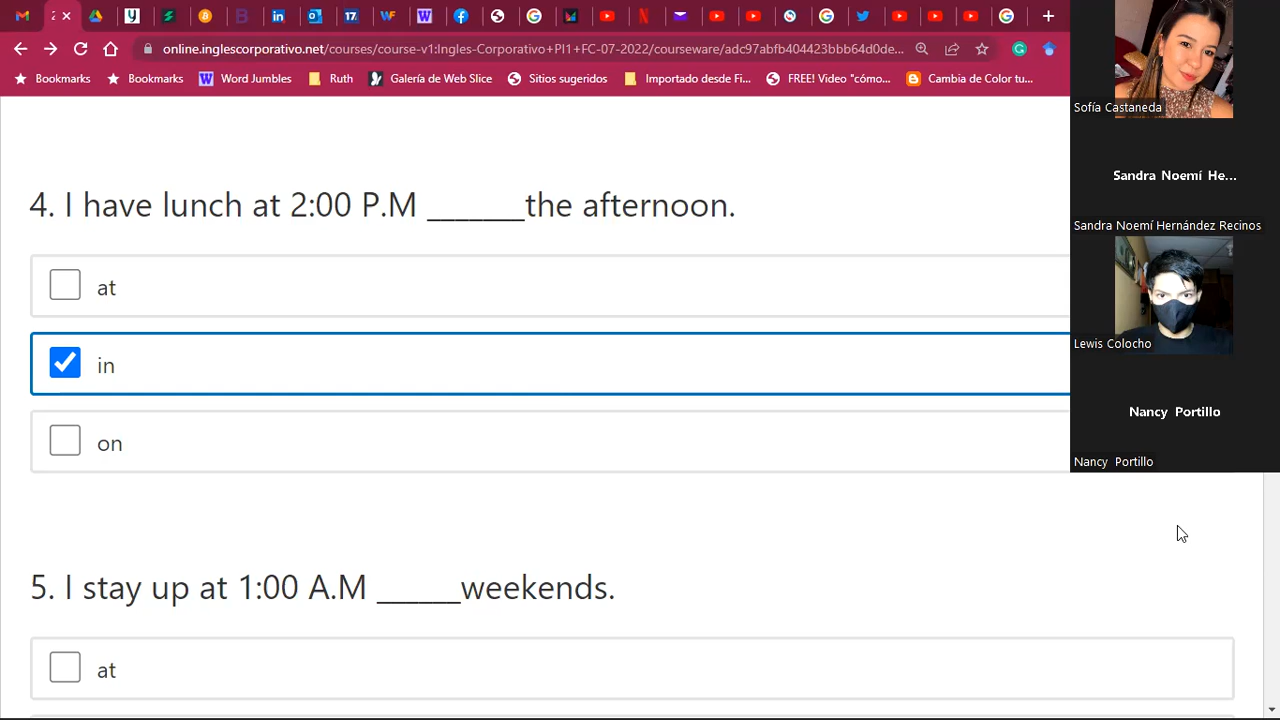 17
online.inglescorporativo.net/courses/course-v1:Ingles-Corporativo+PI1+FC-07-2022/courseware/adc97abfb404423bbb64d0de...
Bookmarks Bookmarks Word Jumbles Ruth Galería de Web Slice Sitios sugeridos Importado desde Fi... FREE! Video "cómo... Cambia de Color tu...
Sofía Castaneda
Sandra Noemí He...
Sandra Noemí Hernández Recinos
Lewis Colocho
Nancy Portillo
Nancy Portillo
4. I have lunch at 2:00 P.M _______the afternoon.
at
in
on
5. I stay up at 1:00 A.M ______weekends.
at